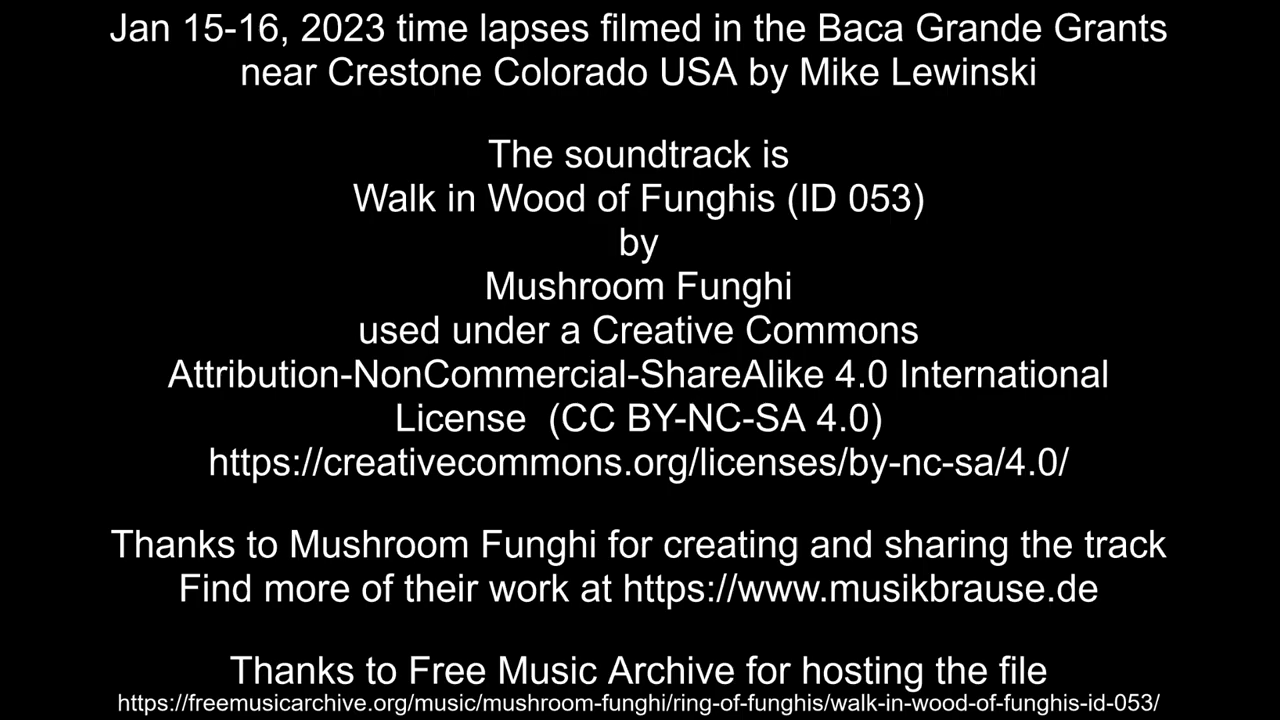 Jan 15-16, 2023 time lapses filmed in the Baca Grande Grants
near Crestone Colorado USA by Mike Lewinski
The soundtrack is
Walk in Wood of Funghis (ID 053)
by
Mushroom Funghi
used under a Creative Commons
Attribution-NonCommercial-ShareAlike 4.0 International
License  (CC BY-NC-SA 4.0)
https://creativecommons.org/licenses/by-nc-sa/4.0/
Thanks to Mushroom Funghi for creating and sharing the track
Find more of their work at https://www.musikbrause.de
Thanks to Free Music Archive for hosting the file
https://freemusicarchive.org/music/mushroom-funghi/ring-of-funghis/walk-in-wood-of-funghis-id-053/